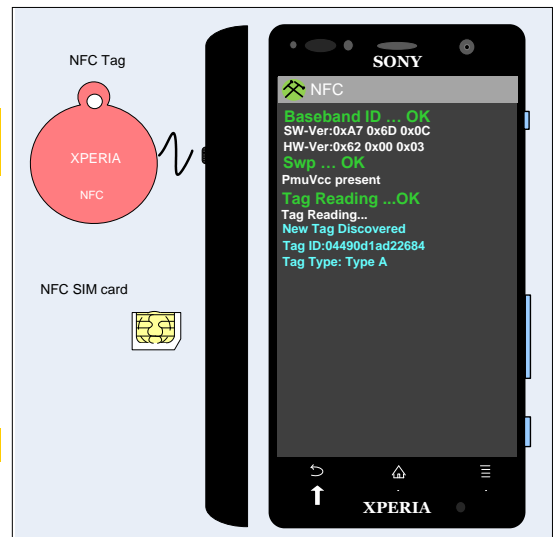 NFC Tag
XPERIA
NFC
NFC SIM card
SONY
NFC
Baseband ID ... OK
SW-Ver:0xA7 0x6D 0x0C
HW-Ver:0x62 0x00 0x03
Swp ... OK
PmuVcc present
Tag Reading ...OK
Tag Reading...
New Tag Discovered
Tag ID:04490d1ad22684
Tag Type: Type A
XPERIA